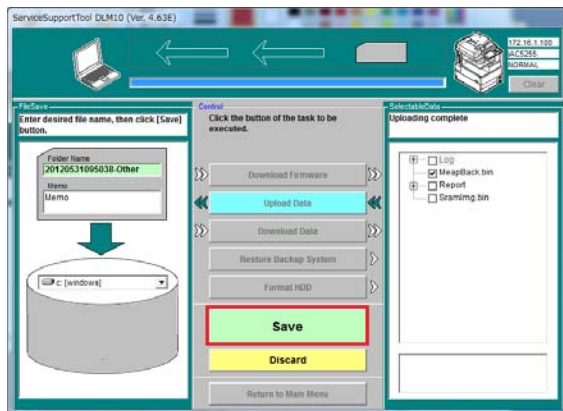 ServiceSupportTool DLM10 (Ver. 4.63E)
172.16.1.100
iAC5255
NORMAL
Clear
FileSave
Enter desired file name, then click [Save]
button.
Folder Name
20120531095038-Other
Memo
Memo
c: [windows]
Control
Click the button of the task to be
executed.
Download Firmware
Upload Data
Download Data
Restore Backup System
Format HDD
Save
Discard
Return to Main Menu
SelectableData
Uploading complete
Log
MeapBack.bin
Report
SramImg.bin